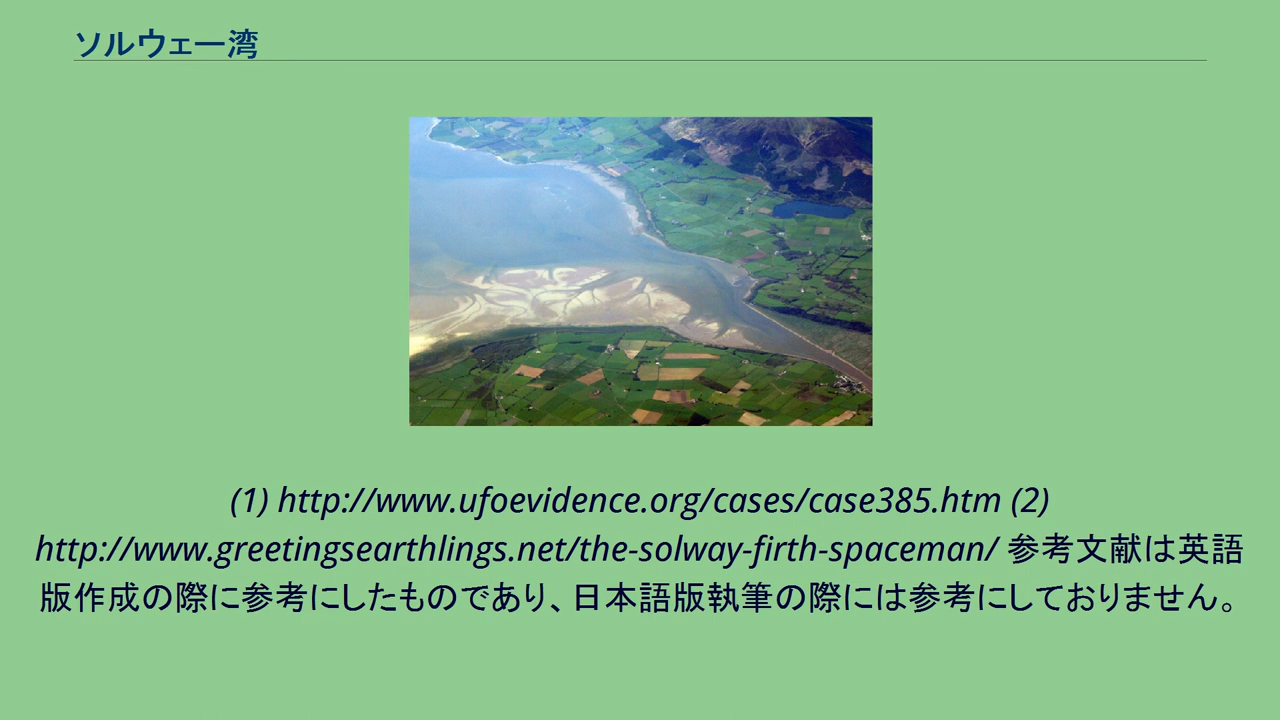 ソルウェー湾
(1) http://www.ufoevidence.org/cases/case385.htm (2)
http://www.greetingsearthlings.net/the-solway-firth-spaceman/ 参考文献は英語
版作成の際に参考にしたものであり、日本語版執筆の際には参考にしておりません。